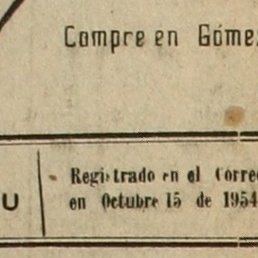 Compre en Gómez
U
Registrado en el Correo
en Octubre 15 de 1954